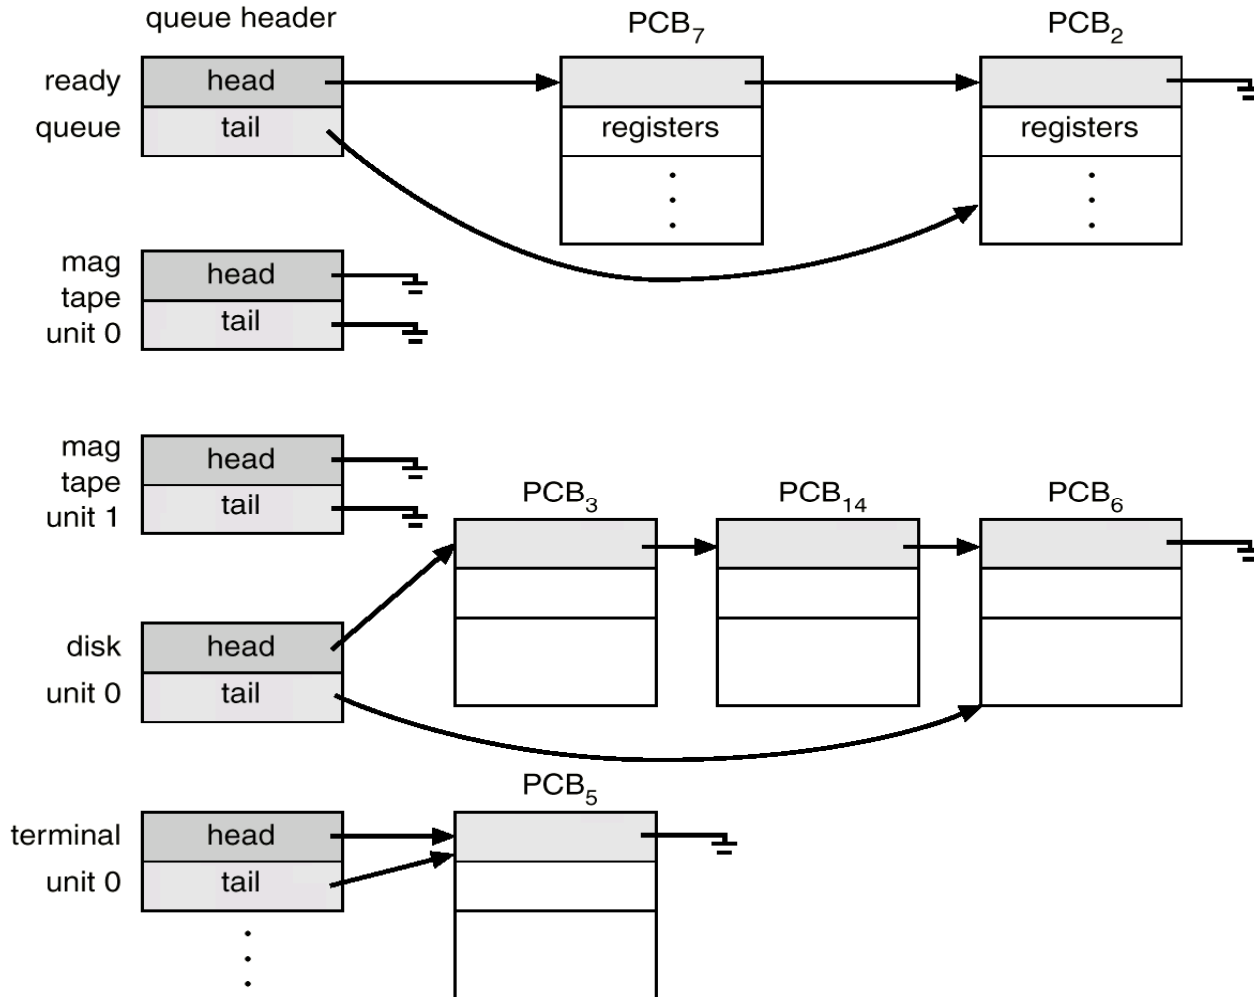 queue header
PCB7
PCB2
ready
head
queue
tail
registers
registers
mag
head
tape
tail
unit 0
mag
head
tape
tail
unit 1
PCB3
PCB14
PCB6
disk
head
unit 0
tail
PCB5
terminal
head
unit 0
tail